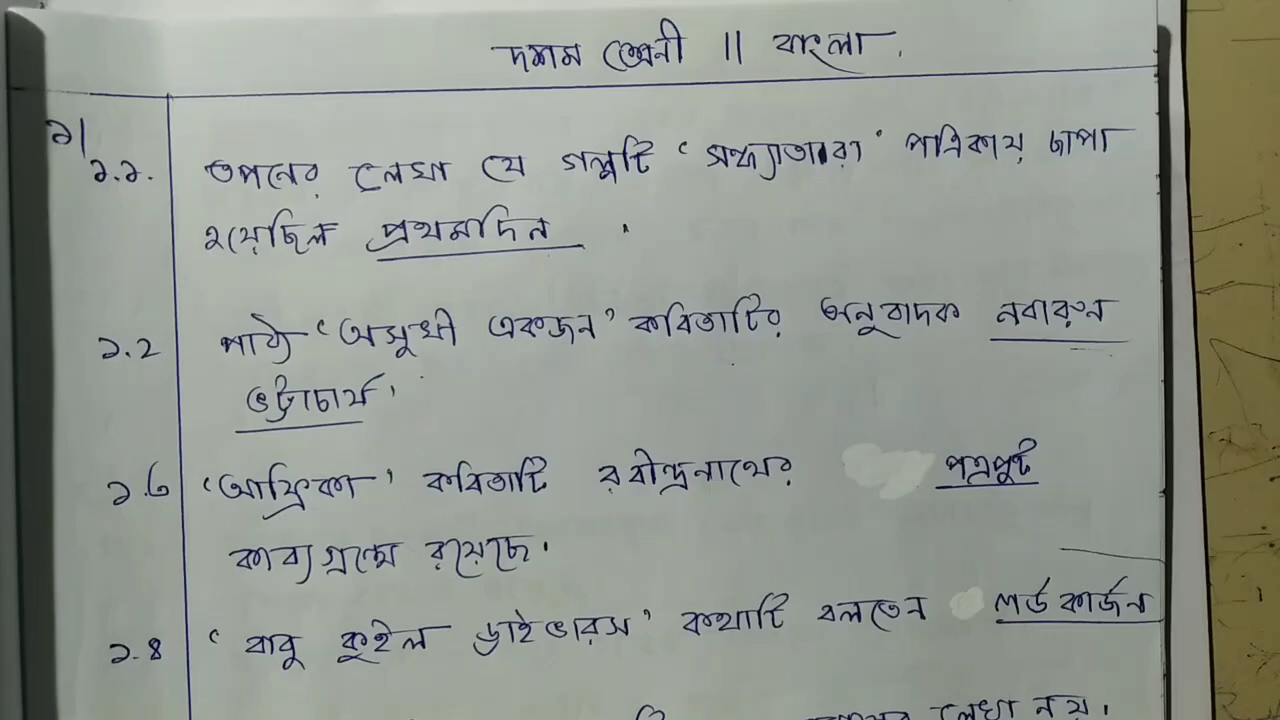 দশম শ্রেনী || বাংলা.
১|
১.১. তপনের লেখা যে গল্পটি ‘সন্ধ্যাতারা’ পত্রিকায় ছাপা
হয়েছিল প্রথমদিন .
১.২ পাঠ্য ‘অসুখী একজন’ কবিতাটির অনুবাদক নবারুন
ভট্টাচার্য.
১.৩ ‘আফ্রিকা’ কবিতাটি রবীন্দ্রনাথের পত্রপুট
কাব্যগ্রন্থে রয়েছে.
১.৪ ‘বাবু কুইল ড্রাইভারস’ কথাটি বলতেন লর্ড কার্জন
লেখা নয়.